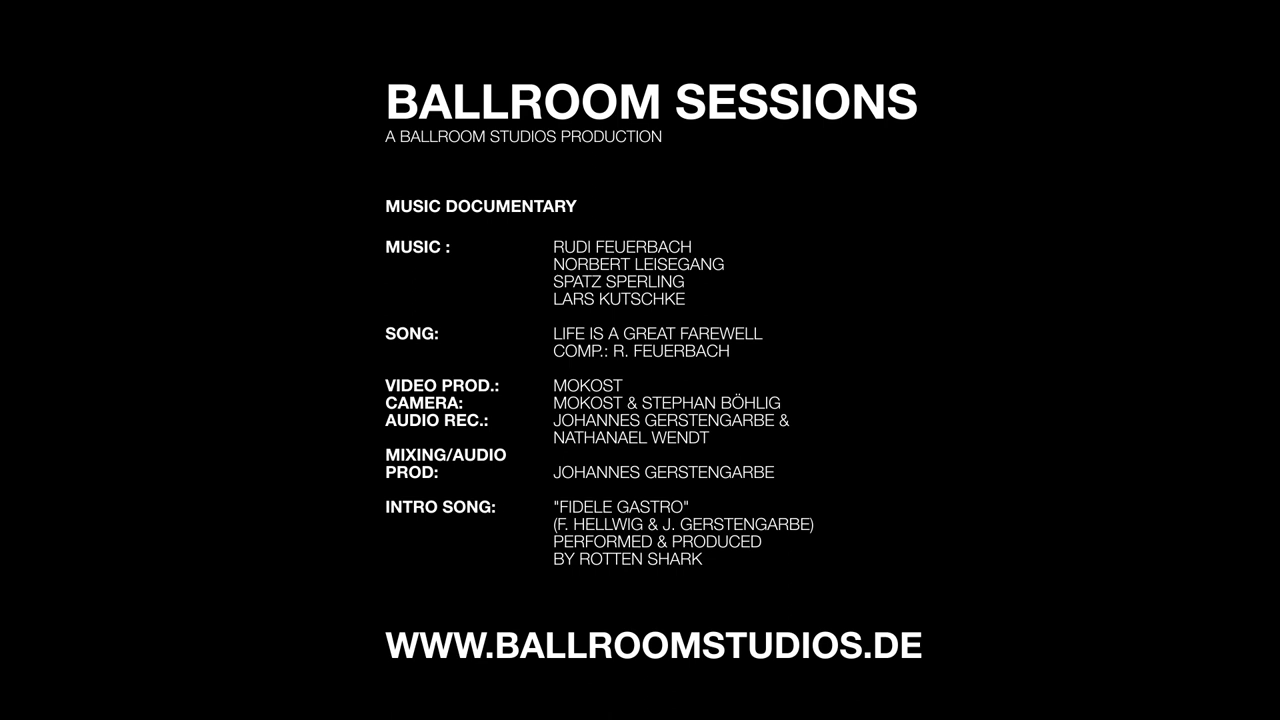 BALLROOM SESSIONS
A BALLROOM STUDIOS PRODUCTION
MUSIC DOCUMENTARY
MUSIC : RUDI FEUERBACH
NORBERT LEISEGANG
SPATZ SPERLING
LARS KUTSCHKE
SONG: LIFE IS A GREAT FAREWELL
COMP.: R. FEUERBACH
VIDEO PROD.: MOKOST
CAMERA: MOKOST & STEPHAN BÖHLIG
AUDIO REC.: JOHANNES GERSTENGARBE &
NATHANAEL WENDT
MIXING/AUDIO
PROD: JOHANNES GERSTENGARBE
INTRO SONG: "FIDELE GASTRO"
(F. HELLWIG & J. GERSTENGARBE)
PERFORMED & PRODUCED
BY ROTTEN SHARK
WWW.BALLROOMSTUDIOS.DE